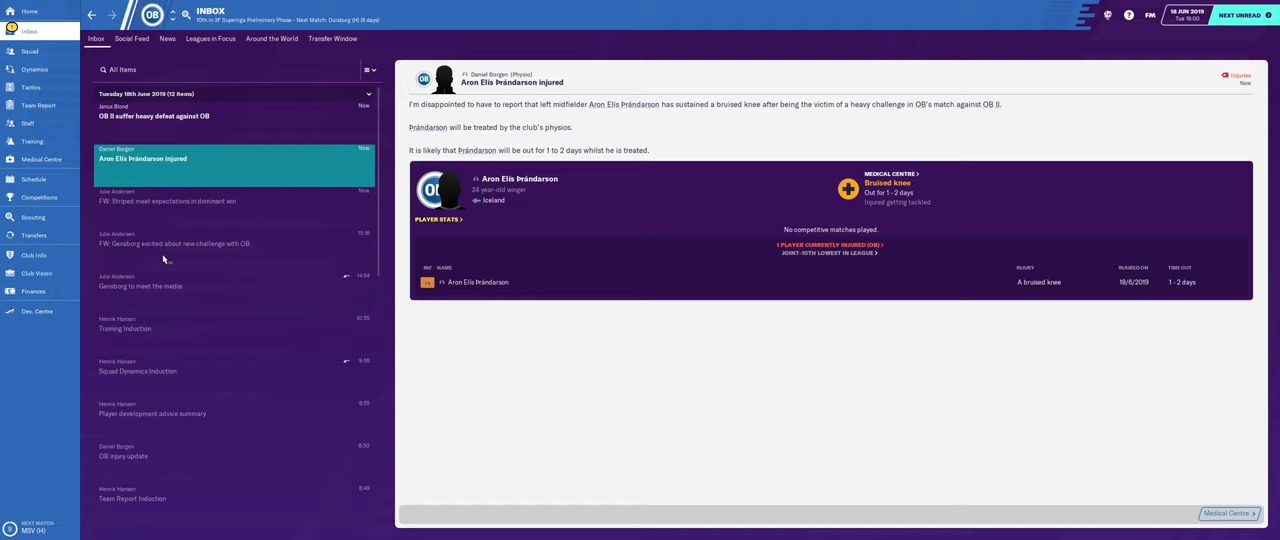 Home
Inbox
Squad
Dynamics
Tactics
Team Report
Staff
Training
Medical Centre
Schedule
Competitions
Scouting
Transfers
Club Info
Club Vision
Finances
Dev. Centre
9
NEXT MATCH
MSV (H)
OB
INBOX
10th in 3F Superliga Preliminary Phase - Next Match: Duisburg (H) (9 days)
FM
18 JUN 2019
Tue 19:00
NEXT UNREAD
Inbox
Social Feed
News
Leagues in Focus
Around the World
Transfer Window
All Items
Tuesday 18th June 2019 (12 items)
Janus Blond
Now
OB II suffer heavy defeat against OB
Daniel Borgen
Now
Aron Elís Þrándarson injured
Julie Andersen
Now
FW: Striped meet expectations in dominant win
Julie Andersen
15:16
FW: Gensborg excited about new challenge with OB
Julie Andersen
14:54
Gensborg to meet the media
Henrik Hansen
10:55
Training Induction
Henrik Hansen
9:56
Squad Dynamics Induction
Henrik Hansen
8:55
Player development advice summary
Daniel Borgen
8:50
OB injury update
Henrik Hansen
8:49
Team Report Induction
OB
Daniel Borgen (Physio)
Aron Elís Þrándarson injured
Injuries
Now
I'm disappointed to have to report that left midfielder Aron Elís Þrándarson has sustained a bruised knee after being the victim of a heavy challenge in OB's match against OB II.
Þrándarson will be treated by the club's physios.
It is likely that Þrándarson will be out for 1 to 2 days whilst he is treated.
Aron Elís Þrándarson
24 year-old winger
Iceland
MEDICAL CENTRE >
Bruised knee
Out for 1 - 2 days
Injured getting tackled
PLAYER STATS >
No competitive matches played.
1 PLAYER CURRENTLY INJURED (OB) >
JOINT-10TH LOWEST IN LEAGUE >
INF NAME INJURY INJURED ON TIME OUT
Inj Aron Elís Þrándarson A bruised knee 18/6/2019 1 - 2 days
Medical Centre >